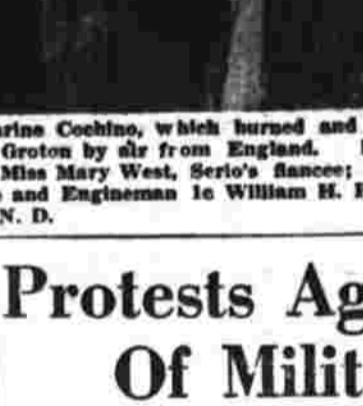 arine Cochino, which burned and
Groton by air from England.
Miss Mary West, Serio's fiancee;
and Engineman 1c William H.
N. D.
Protests Ag
Of Milit